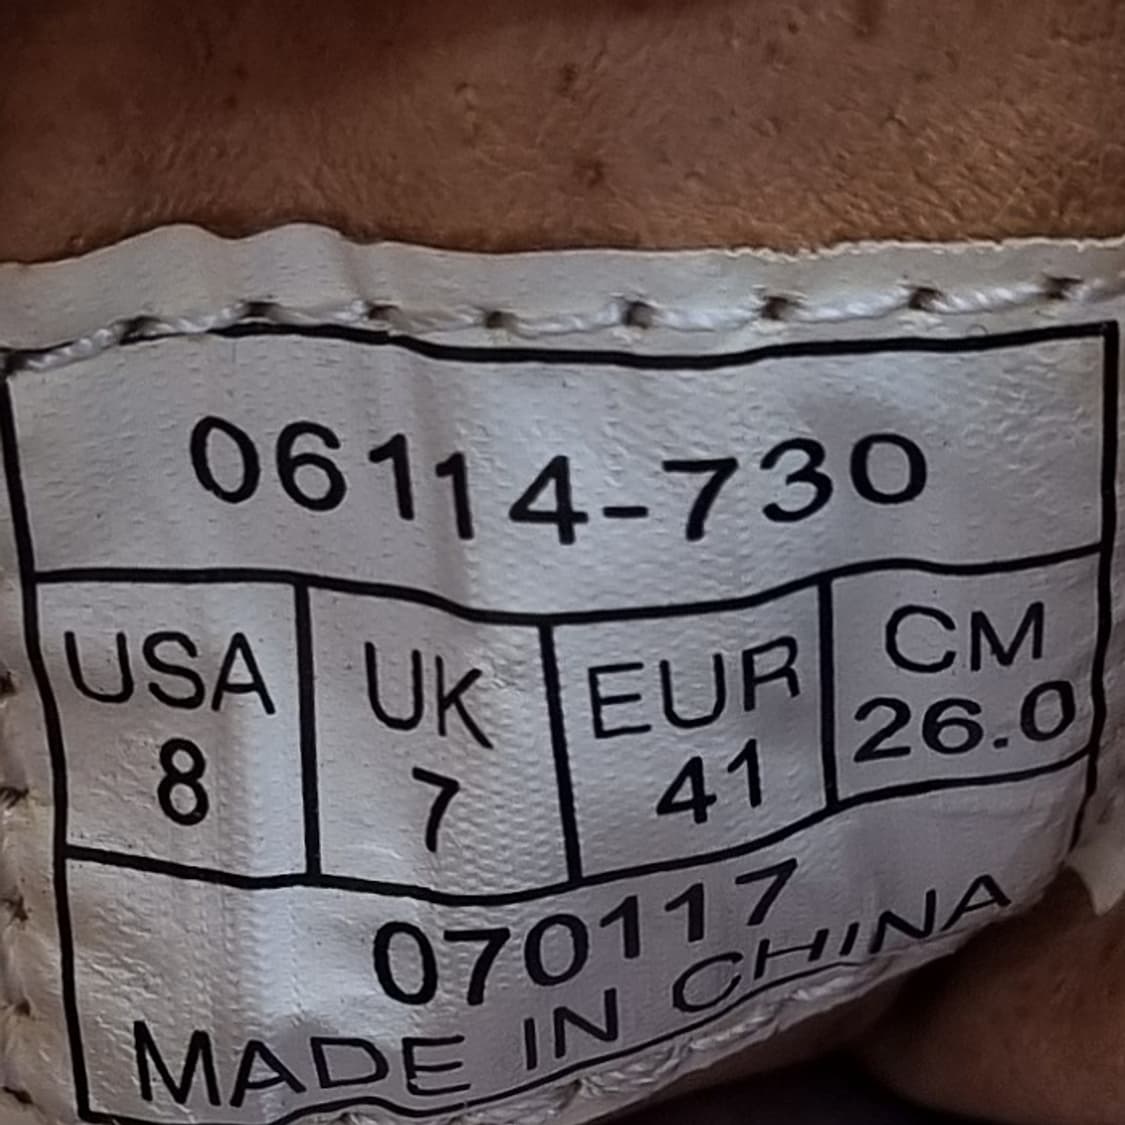 06114-730
USA UK EUR CM
8 7 41 26.0
070117
MADE IN CHINA